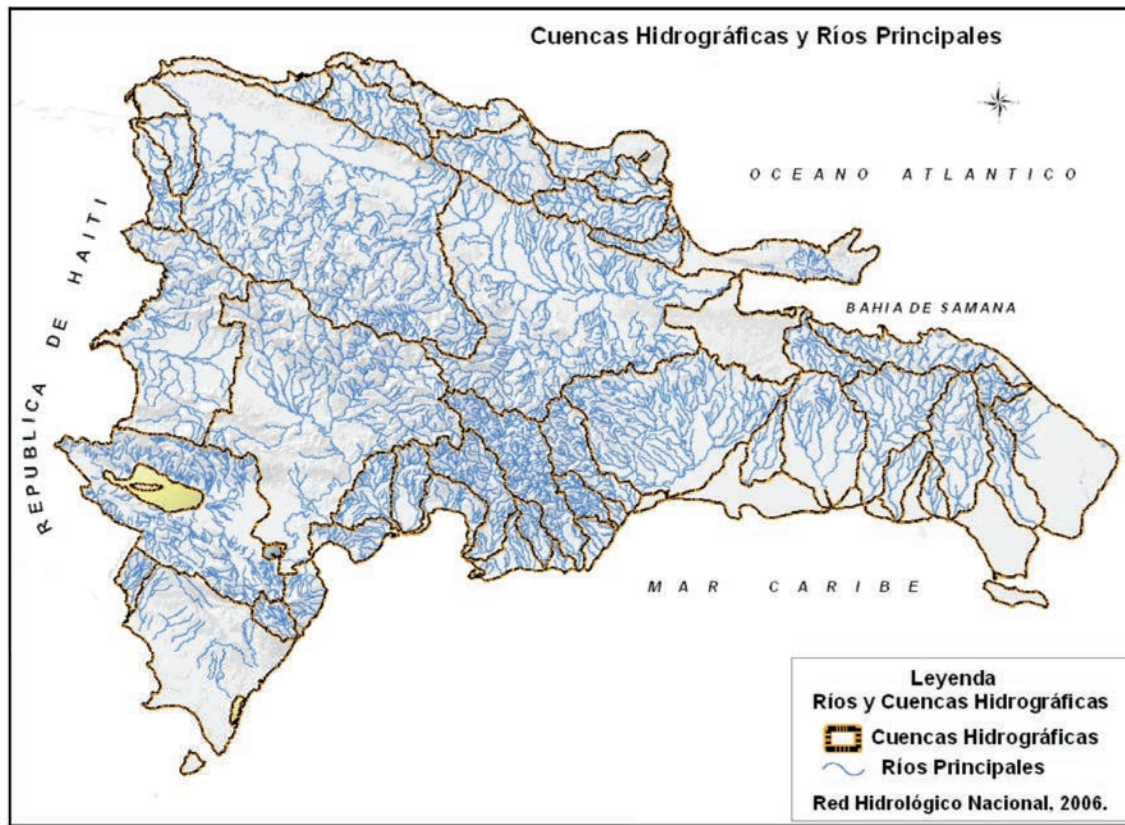 Cuencas Hidrográficas y Ríos Principales
OCEANO ATLANTICO
REPUBLICA DE HAITI
BAHIA DE SAMANA
MAR CARIBE
Leyenda
Ríos y Cuencas Hidrográficas
Cuencas Hidrográficas
Ríos Principales
Red Hidrológico Nacional, 2006.